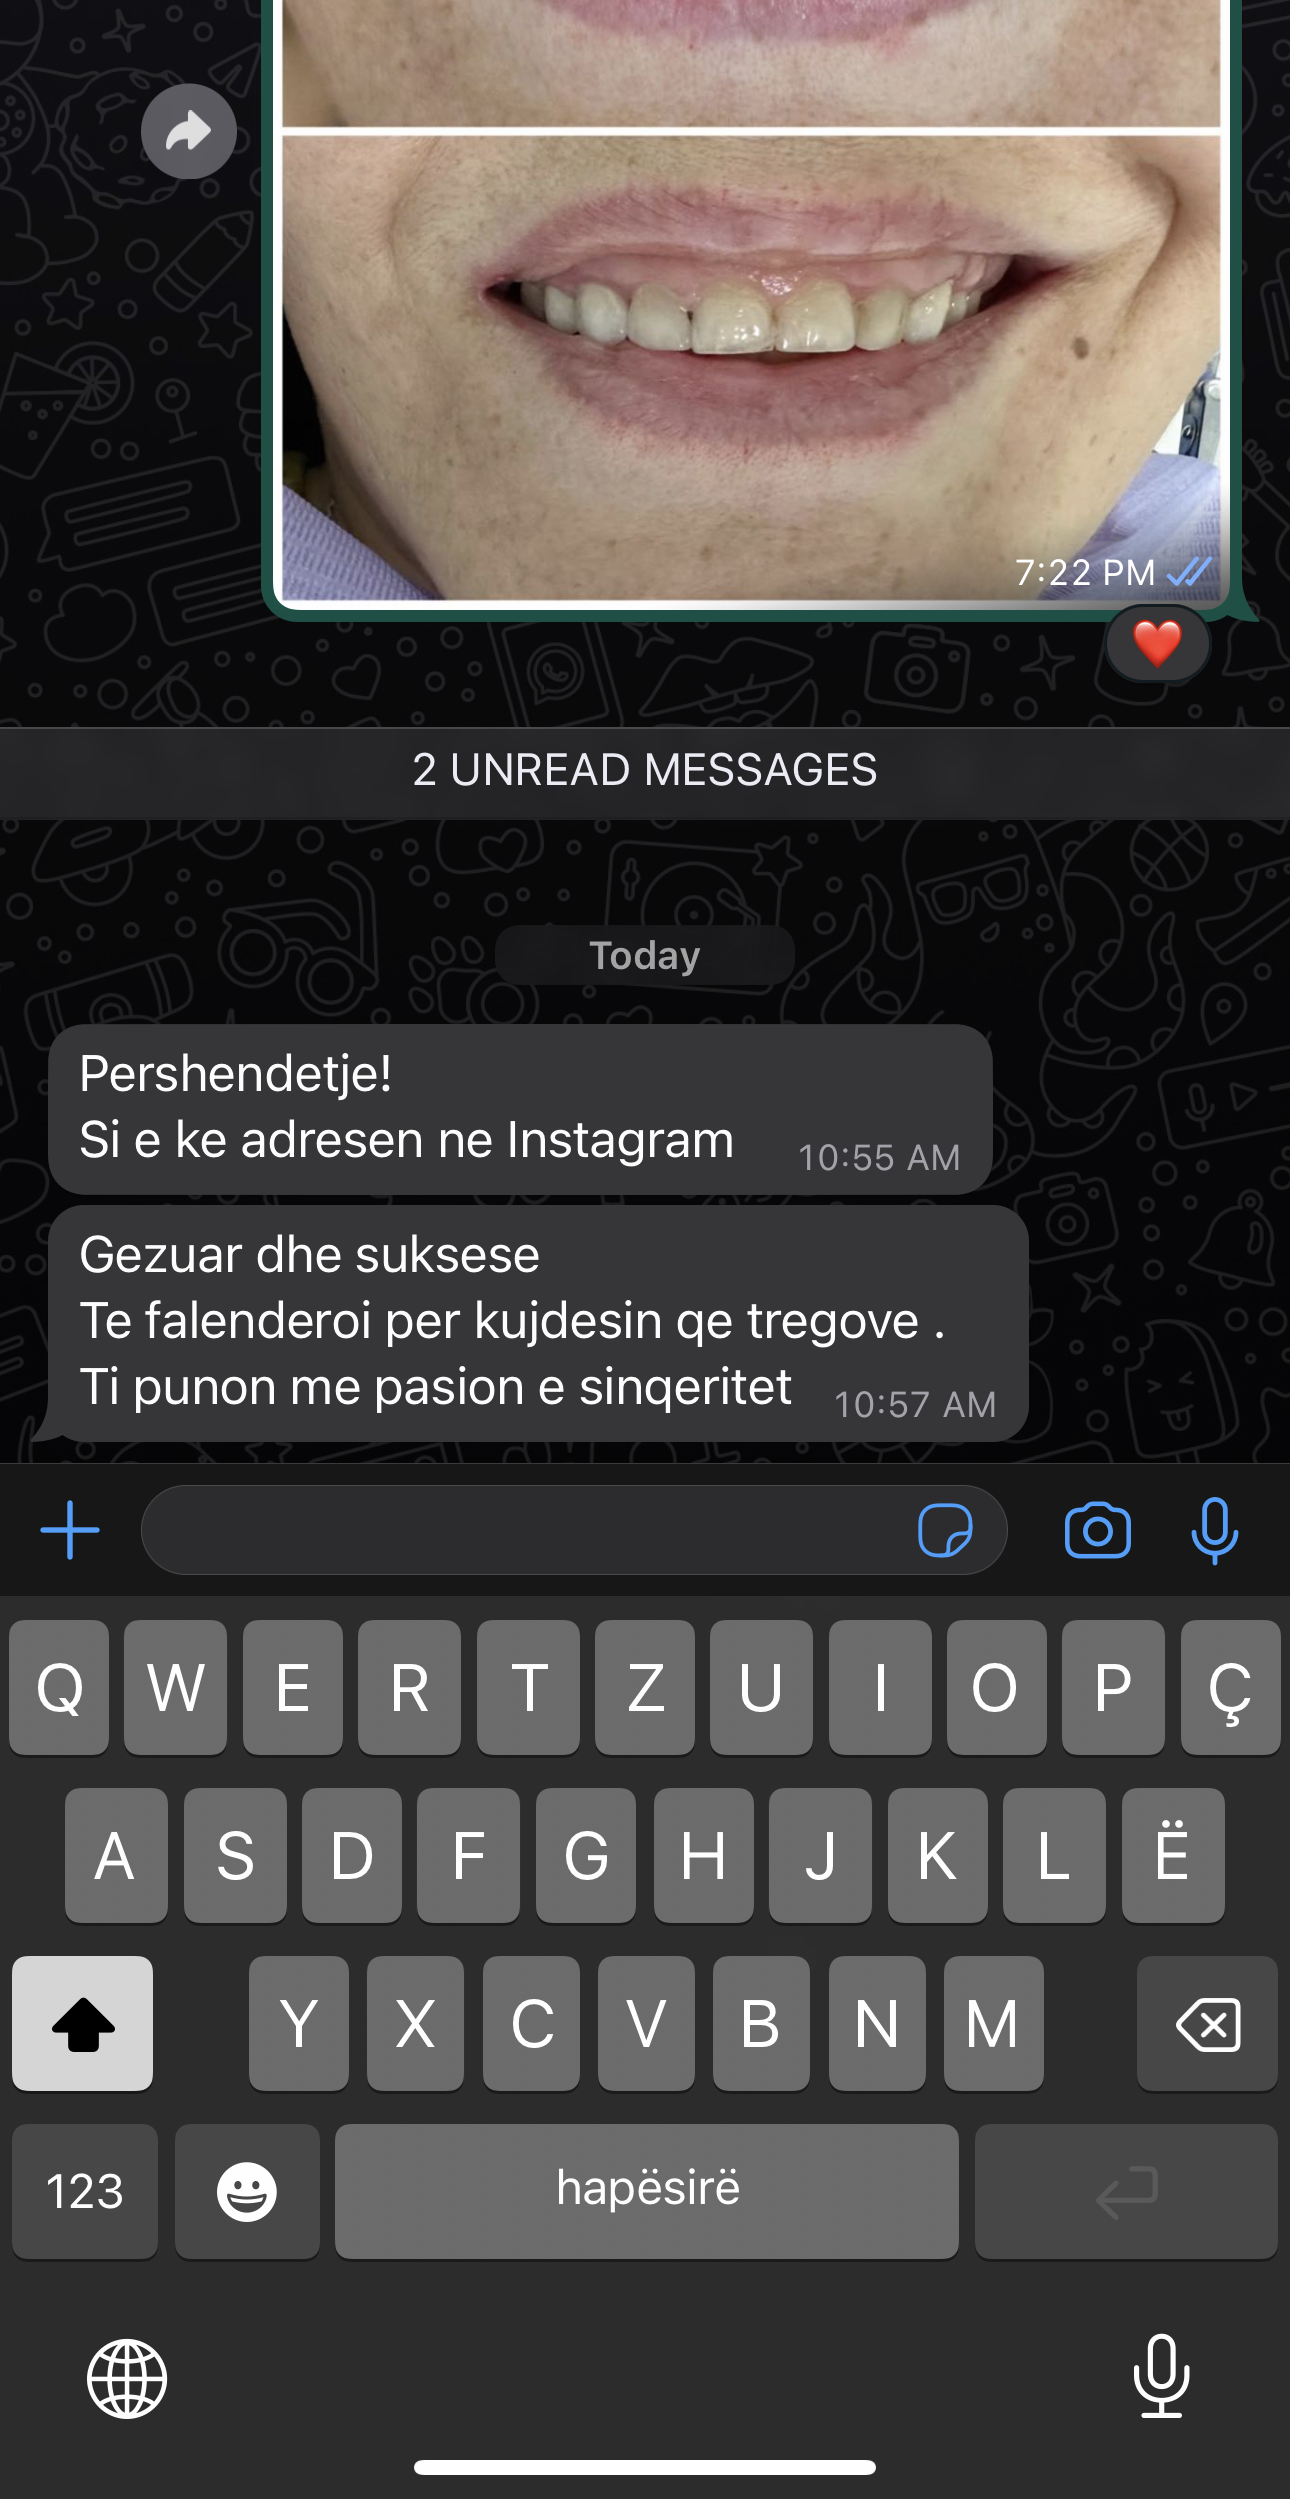 7:22 PM
❤️
2 UNREAD MESSAGES
Today
Pershendetje!
Si e ke adresen ne Instagram
10:55 AM
Gezuar dhe suksese
Te falenderoi per kujdesin qe tregove .
Ti punon me pasion e sinqeritet
10:57 AM
Q W E R T Z U I O P Ç
A S D F G H J K L Ë
Y X C V B N M
123 hapësirë